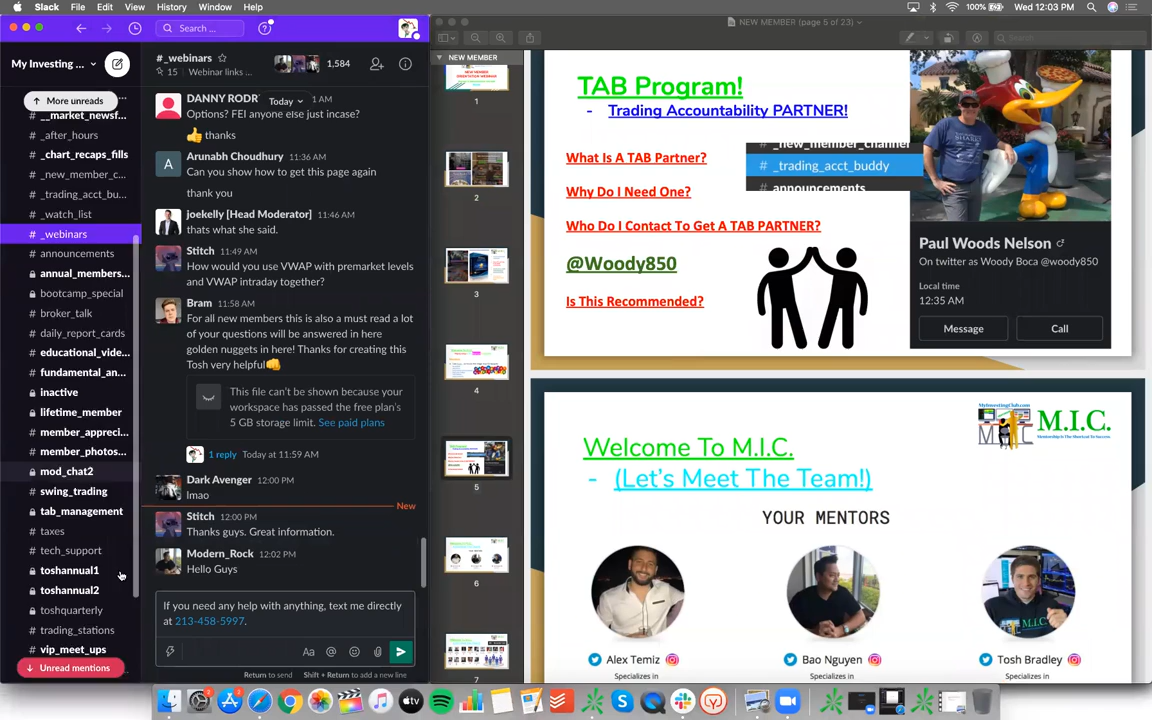 Slack File Edit View History Window Help
100% Wed 12:03 PM
Search ...
My Investing ...
More unreads
__market_newsf...
# _after_hours
# _chart_recaps_fills
# _new_member_c...
# _trading_acct_bu...
# _watch_list
# _webinars
# announcements
annual_members...
bootcamp_special
# broker_talk
# daily_report_cards
educational_vide...
fundamental_an...
inactive
lifetime_member
member_appreci...
member_photos...
mod_chat2
swing_trading
tab_management
# taxes
# tech_support
toshannual1
toshannual2
toshquarterly
# trading_stations
vip_meet_ups
Unread mentions
#_webinars
15 Webinar links ...
1,584
Today
DANNY RODR 1 AM
Options? FEI anyone else just incase?
thanks
A
Arunabh Choudhury 11:36 AM
Can you show how to get this page again
thank you
joekelly [Head Moderator] 11:46 AM
thats what she said.
Stitch 11:49 AM
How would you use VWAP with premarket levels
and VWAP intraday together?
Bram 11:58 AM
For all new members this is also a must read a lot
of your questions will be answered in here
golden nuggets in here! Thanks for creating this
Tosh very helpful
This file can't be shown because your
workspace has passed the free plan's
5 GB storage limit. See paid plans
1 reply Today at 11:59 AM
Dark Avenger 12:00 PM
lmao
New
Stitch 12:00 PM
Thanks guys. Great information.
Modern_Rock 12:02 PM
Hello Guys
If you need any help with anything, text me directly
at 213-458-5997.
Aa @
Return to send Shift + Return to add a new line
NEW MEMBER (page 5 of 23)
Search
NEW MEMBER
1
2
3
4
5
6
7
TAB Program!
- Trading Accountability PARTNER!
What Is A TAB Partner?
Why Do I Need One?
Who Do I Contact To Get A TAB PARTNER?
@Woody850
Is This Recommended?
_new_member_channel
# _trading_acct_buddy
# announcements
Paul Woods Nelson
On twitter as Woody Boca @woody850
Local time
12:35 AM
Message Call
MyInvestingClub.com
M.I.C.
Welcome To M.I.C.
- (Let's Meet The Team!)
YOUR MENTORS
Alex Temiz
Specializes in
Bao Nguyen
Specializes in
Tosh Bradley
Specializes in